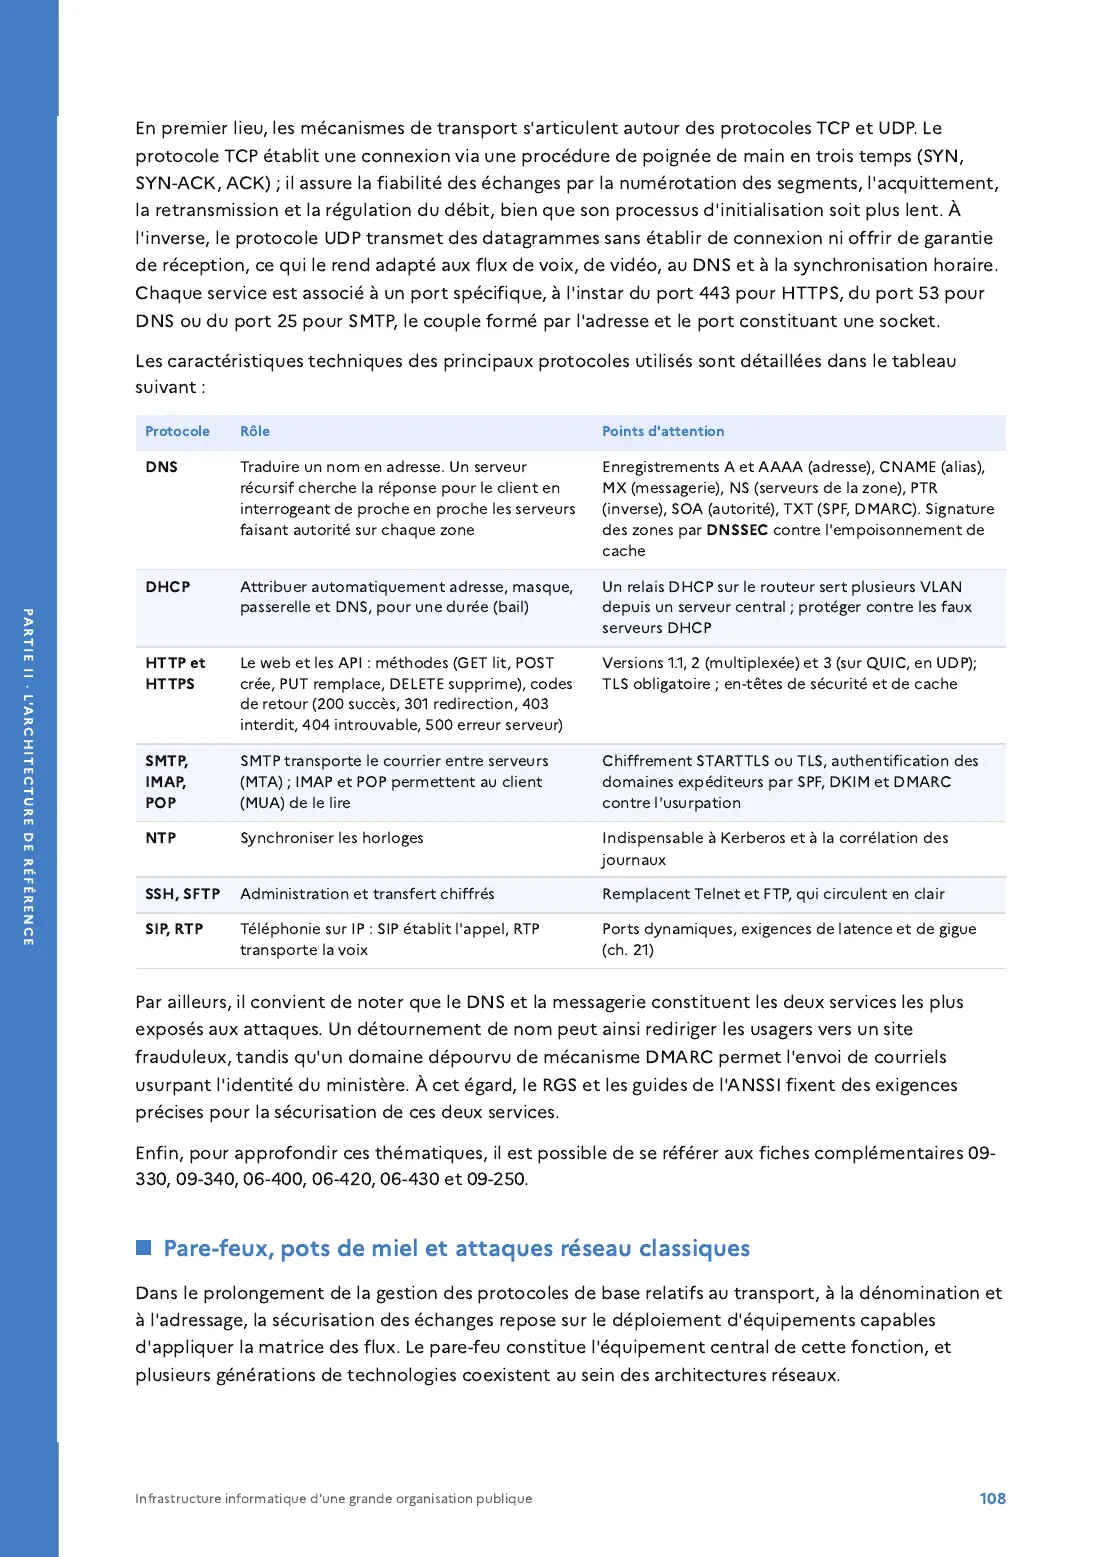 En premier lieu, les mécanismes de transport s'articulent autour des protocoles TCP et UDP. Le
protocole TCP établit une connexion via une procédure de poignée de main en trois temps (SYN,
SYN-ACK, ACK) ; il assure la fiabilité des échanges par la numérotation des segments, l'acquittement,
la retransmission et la régulation du débit, bien que son processus d'initialisation soit plus lent. À
l'inverse, le protocole UDP transmet des datagrammes sans établir de connexion ni offrir de garantie
de réception, ce qui le rend adapté aux flux de voix, de vidéo, au DNS et à la synchronisation horaire.
Chaque service est associé à un port spécifique, à l'instar du port 443 pour HTTPS, du port 53 pour
DNS ou du port 25 pour SMTP, le couple formé par l'adresse et le port constituant une socket.
Les caractéristiques techniques des principaux protocoles utilisés sont détaillées dans le tableau
suivant :
Protocole Rôle Points d'attention
DNS Traduire un nom en adresse. Un serveur Enregistrements A et AAAA (adresse), CNAME (alias),
récursif cherche la réponse pour le client en MX (messagerie), NS (serveurs de la zone), PTR
interrogeant de proche en proche les serveurs (inverse), SOA (autorité), TXT (SPF, DMARC). Signature
faisant autorité sur chaque zone des zones par DNSSEC contre l'empoisonnement de
cache
DHCP Attribuer automatiquement adresse, masque, Un relais DHCP sur le routeur sert plusieurs VLAN
passerelle et DNS, pour une durée (bail) depuis un serveur central ; protéger contre les faux
serveurs DHCP
HTTP et Le web et les API : méthodes (GET lit, POST Versions 1.1, 2 (multiplexée) et 3 (sur QUIC, en UDP);
HTTPS crée, PUT remplace, DELETE supprime), codes TLS obligatoire ; en-têtes de sécurité et de cache
de retour (200 succès, 301 redirection, 403
interdit, 404 introuvable, 500 erreur serveur)
SMTP, SMTP transporte le courrier entre serveurs Chiffrement STARTTLS ou TLS, authentification des
IMAP, (MTA) ; IMAP et POP permettent au client domaines expéditeurs par SPF, DKIM et DMARC
POP (MUA) de le lire contre l'usurpation
NTP Synchroniser les horloges Indispensable à Kerberos et à la corrélation des
journaux
SSH, SFTP Administration et transfert chiffrés Remplacent Telnet et FTP, qui circulent en clair
SIP, RTP Téléphonie sur IP : SIP établit l'appel, RTP Ports dynamiques, exigences de latence et de gigue
transporte la voix (ch. 21)
Par ailleurs, il convient de noter que le DNS et la messagerie constituent les deux services les plus
exposés aux attaques. Un détournement de nom peut ainsi rediriger les usagers vers un site
frauduleux, tandis qu'un domaine dépourvu de mécanisme DMARC permet l'envoi de courriels
usurpant l'identité du ministère. À cet égard, le RGS et les guides de l'ANSSI fixent des exigences
précises pour la sécurisation de ces deux services.
Enfin, pour approfondir ces thématiques, il est possible de se référer aux fiches complémentaires 09-
330, 09-340, 06-400, 06-420, 06-430 et 09-250.
Pare-feux, pots de miel et attaques réseau classiques
Dans le prolongement de la gestion des protocoles de base relatifs au transport, à la dénomination et
à l'adressage, la sécurisation des échanges repose sur le déploiement d'équipements capables
d'appliquer la matrice des flux. Le pare-feu constitue l'équipement central de cette fonction, et
plusieurs générations de technologies coexistent au sein des architectures réseaux.
Infrastructure informatique d'une grande organisation publique 108
PARTIE II · L'ARCHITECTURE DE RÉFÉRENCE